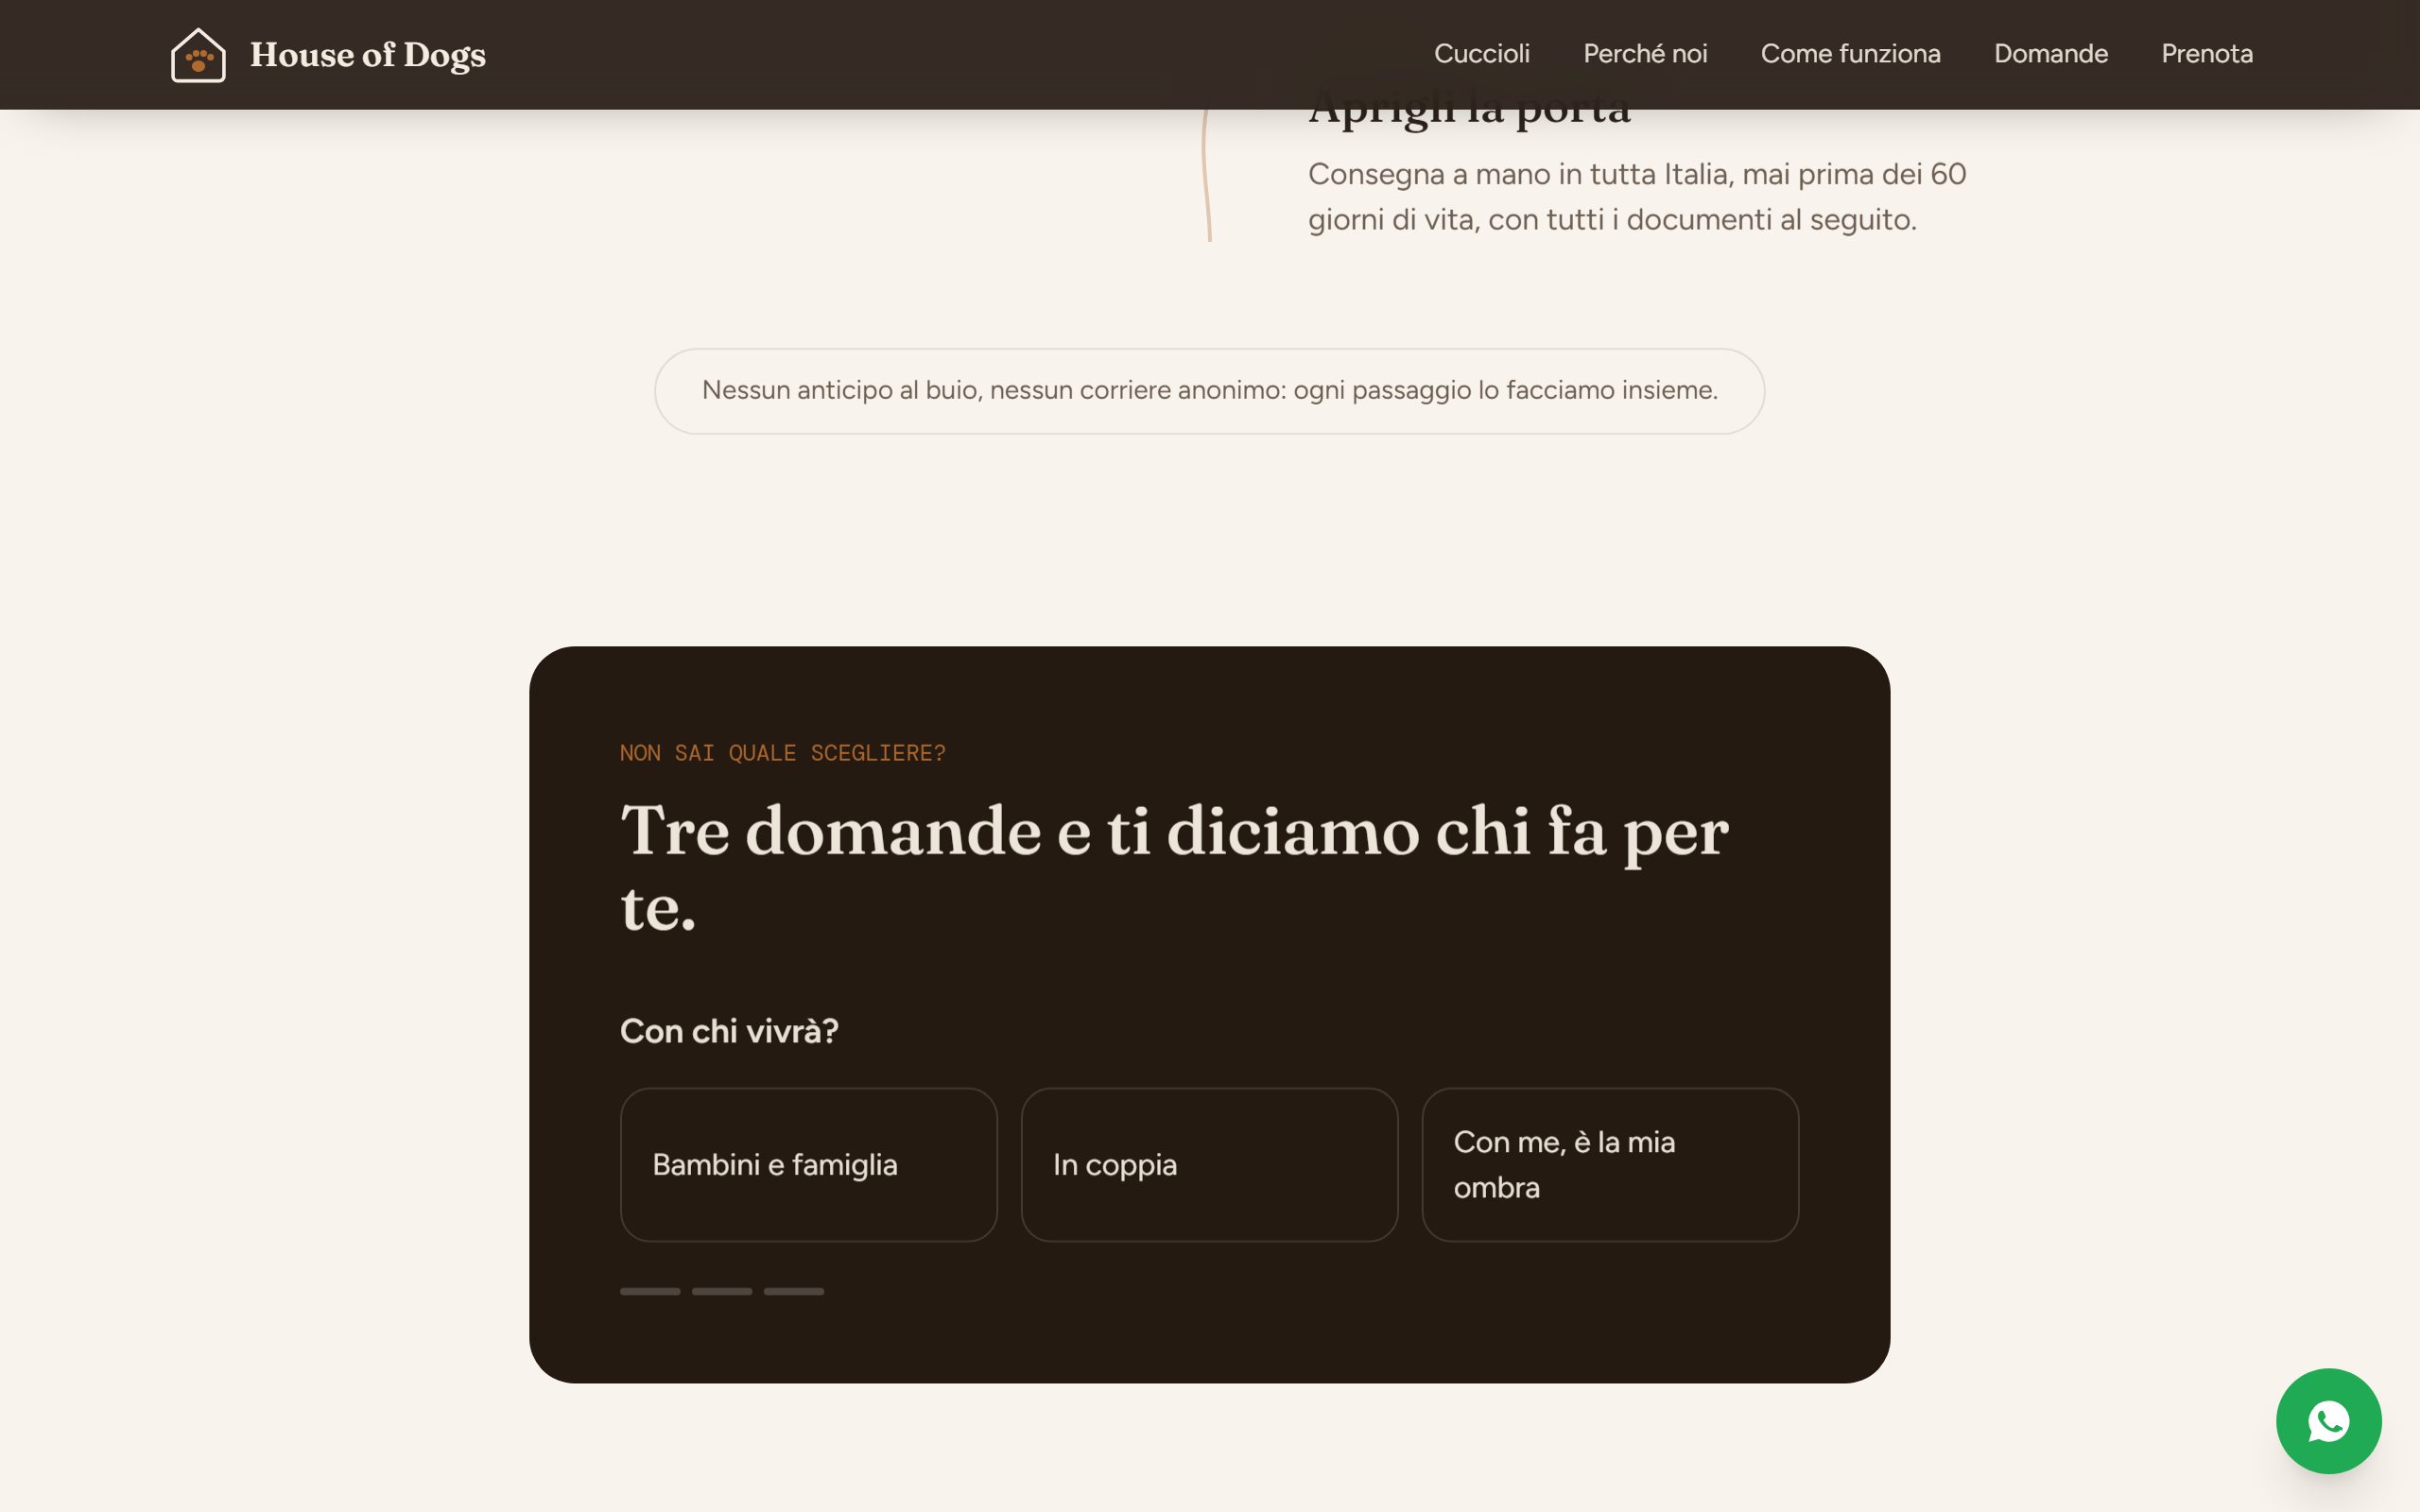 House of Dogs
Cuccioli
Perché noi
Come funziona
Domande
Prenota
Aprigli la porta
Consegna a mano in tutta Italia, mai prima dei 60
giorni di vita, con tutti i documenti al seguito.
Nessun anticipo al buio, nessun corriere anonimo: ogni passaggio lo facciamo insieme.
NON SAI QUALE SCEGLIERE?
Tre domande e ti diciamo chi fa per
te.
Con chi vivrà?
Bambini e famiglia
In coppia
Con me, è la mia
ombra